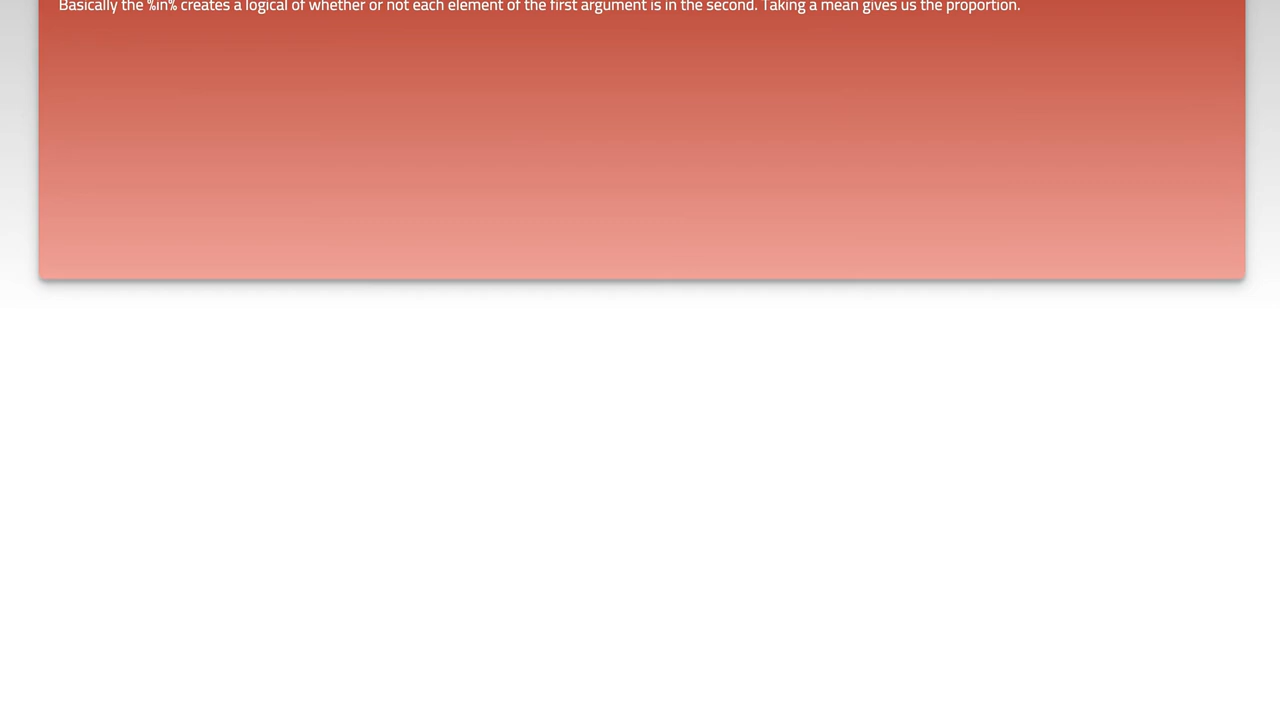 Basically the %in% creates a logical of whether or not each element of the first argument is in the second. Taking a mean gives us the proportion.